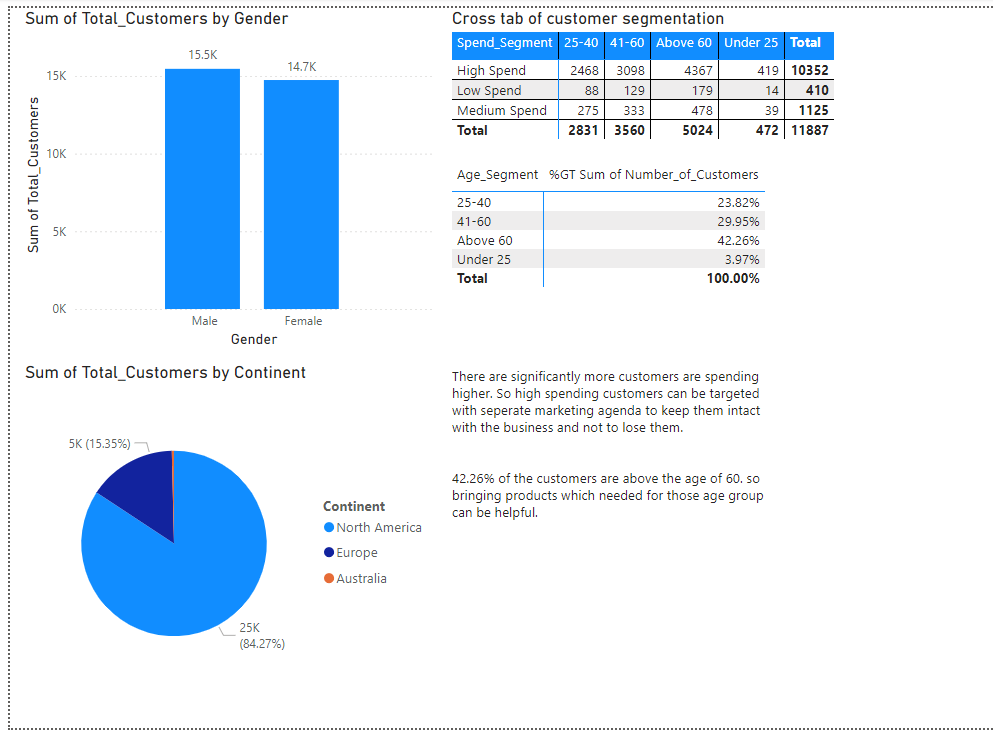 Sum of Total_Customers by Gender
Sum of Total_Customers
15K
10K
5K
0K
15.5K
14.7K
Male Female
Gender
Cross tab of customer segmentation
Spend_Segment 25-40 41-60 Above 60 Under 25 Total
High Spend 2468 3098 4367 419 10352
Low Spend 88 129 179 14 410
Medium Spend 275 333 478 39 1125
Total 2831 3560 5024 472 11887
Age_Segment %GT Sum of Number_of_Customers
25-40 23.82%
41-60 29.95%
Above 60 42.26%
Under 25 3.97%
Total 100.00%
Sum of Total_Customers by Continent
5K (15.35%)
25K
(84.27%)
Continent
North America
Europe
Australia
There are significantly more customers are spending
higher. So high spending customers can be targeted
with seperate marketing agenda to keep them intact
with the business and not to lose them.
42.26% of the customers are above the age of 60. so
bringing products which needed for those age group
can be helpful.